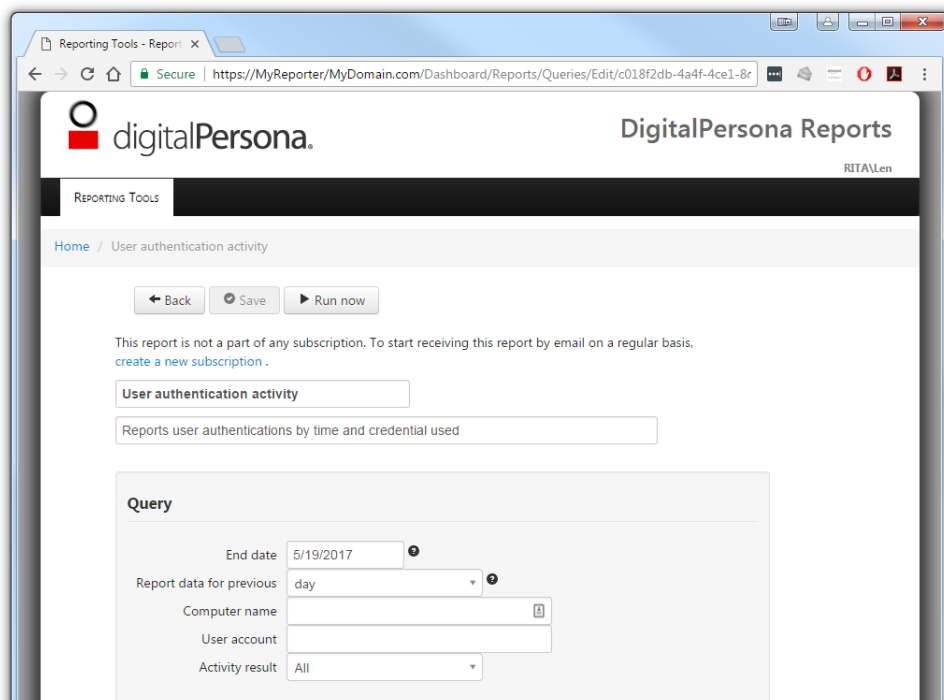 Reporting Tools - Report
Secure | https://MyReporter/MyDomain.com/Dashboard/Reports/Queries/Edit/c018f2db-4a4f-4ce1-8
digitalPersona.
DigitalPersona Reports
RITA\Len
REPORTING TOOLS
Home / User authentication activity
Back Save Run now
This report is not a part of any subscription. To start receiving this report by email on a regular basis,
create a new subscription .
User authentication activity
Reports user authentications by time and credential used
Query
End date 5/19/2017
Report data for previous day
Computer name
User account
Activity result All